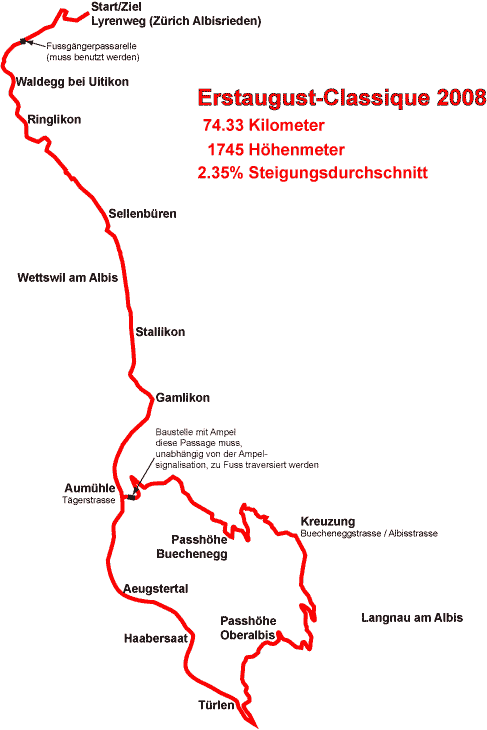 Start/Ziel
Lyrenweg (Zürich Albisrieden)
Fussgängerpassarelle
(muss benutzt werden)
Waldegg bei Uitikon
Erstaugust-Classique 2008
Ringlikon
74.33 Kilometer
1745 Höhenmeter
2.35% Steigungsdurchschnitt
Sellenbüren
Wettswil am Albis
Stallikon
Gamlikon
Baustelle mit Ampel
diese Passage muss,
unabhängig von der Ampel-
signalisation, zu Fuss traversiert werden
Aumühle
Tägerstrasse
Kreuzung
Buecheneggstrasse / Albisstrasse
Passhöhe
Buechenegg
Aeugstertal
Passhöhe
Oberalbis
Langnau am Albis
Haabersaat
Türlen